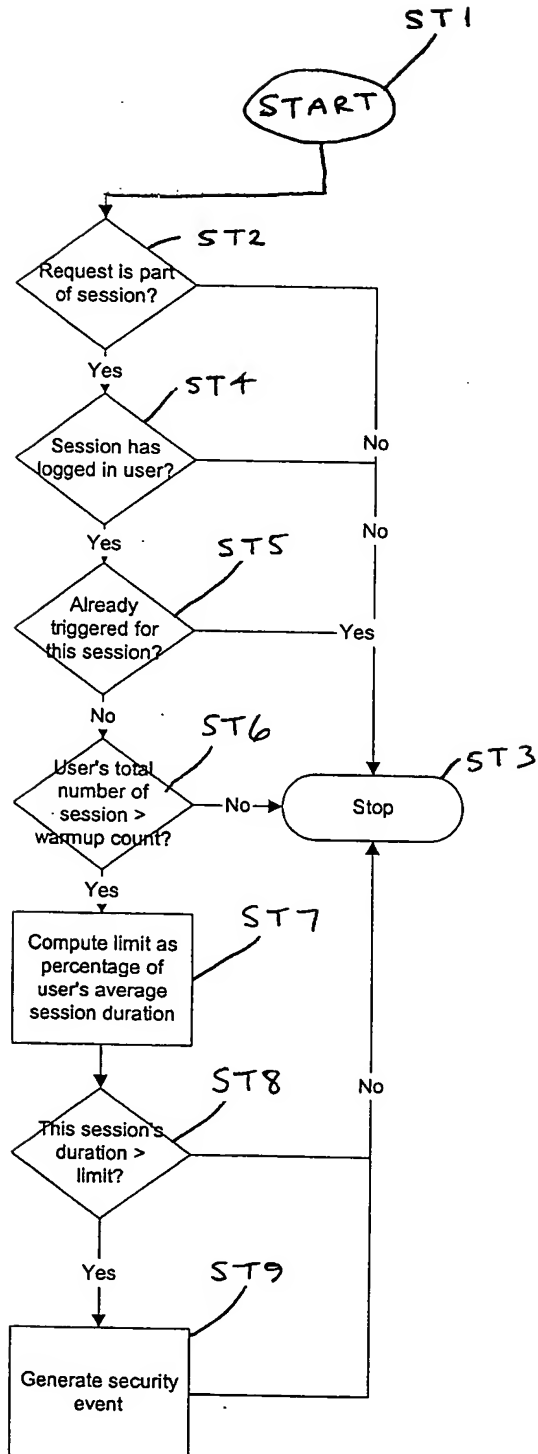 ST1
START
ST2
Request is part
of session?
Yes
ST4
No
Session has
logged in user?
No
Yes
ST5
Already
triggered for
this session?
Yes
No
ST6
ST3
User's total
number of
session >
warmup count?
No
Stop
Yes
ST7
Compute limit as
percentage of
user's average
session duration
ST8
No
This session's
duration >
limit?
Yes
ST9
Generate security
event